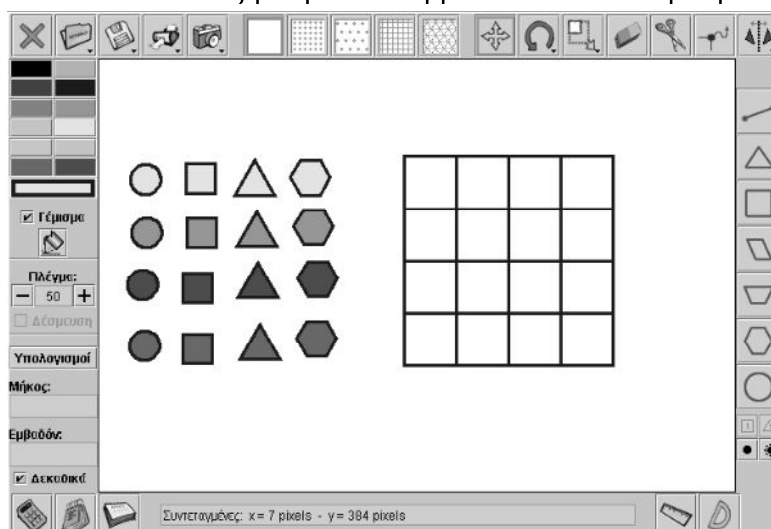 Γέμισμα
Πλέγμα:
50
Δέσμευση
Υπολογισμοί
Μήκος:
Εμβαδόν:
Δεκαδικά
Συντεταγμένες: x = 7 pixels - y = 384 pixels